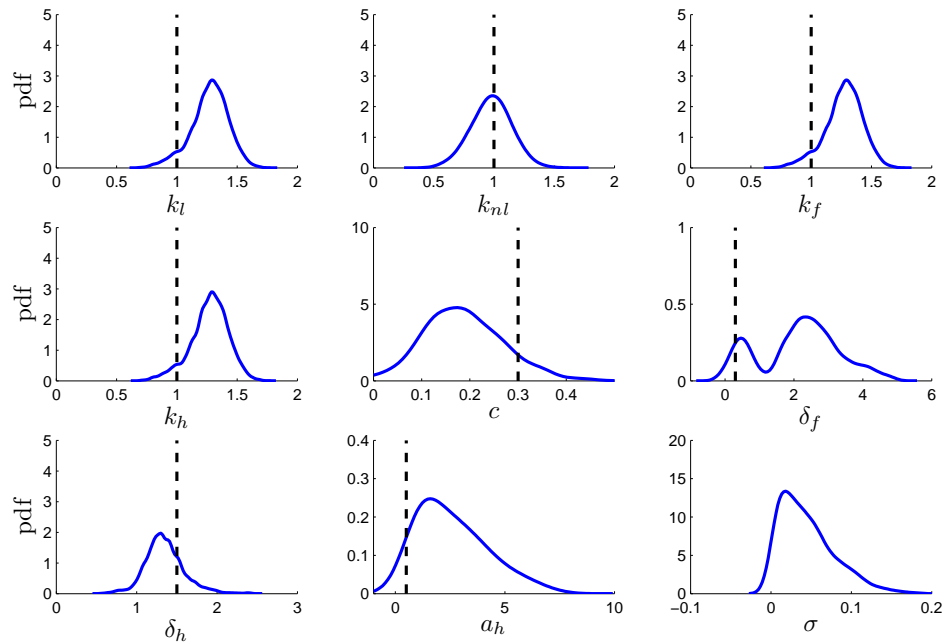 5 5 5
4 4 4
3 3 3
pdf
2 2 2
1 1 1
0 0 0
0 0.5 1 1.5 2 0 0.5 1 1.5 2 0 0.5 1 1.5 2
k_l k_{nl} k_f
5 10 1
4
3
pdf 5 0.5
2
1
0 0 0
0 0.5 1 1.5 2 0 0.1 0.2 0.3 0.4 0 2 4 6
k_h c δ_f
5 0.4 20
4 0.3 15
3
pdf 0.2 10
2
1 0.1 5
0 0 0
0 1 2 3 0 5 10 −0.1 0 0.1 0.2
δ_h a_h σ